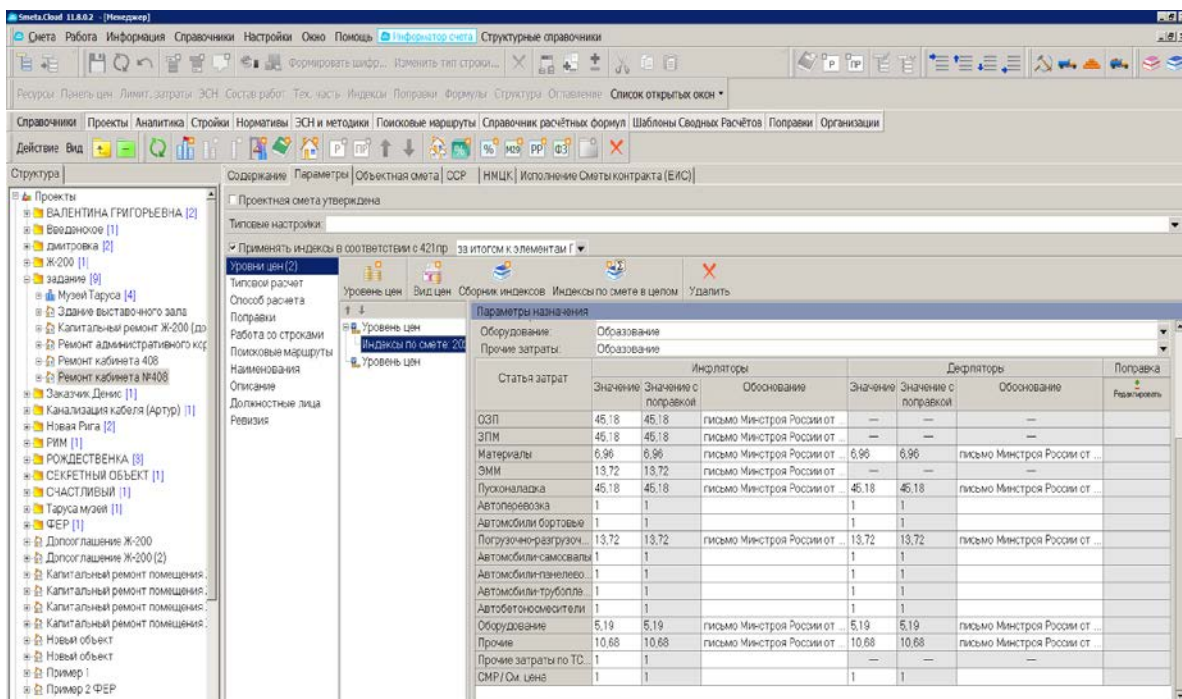 Smeta.Cloud 11.8.0.2 - [Менеджер]
Смета Работа Информация Справочники Настройки Окно Помощь Информатор счета Структурные справочники
Формировать шифр... Изменить тип строки...
Ресурсы Панель цен Лимит. затраты ЭСН Состав работ Тех. часть Индексы Поправки Формулы Структура Оглавление Список открытых окон
Справочники Проекты Аналитика Стройки Нормативы ЭСН и методики Поисковые маршруты Справочник расчётных формул Шаблоны Сводных Расчётов Поправки Организации
Действие Вид
Структура
Содержание Параметры Объектная смета ССР НМЦК Исполнение Сметы контракта (ЕИС)
Проекты
ВАЛЕНТИНА ГРИГОРЬЕВНА [2]
Введенское [1]
дмитровка [2]
Ж-200 [1]
задание [9]
Музей Таруса [4]
Здание выставочного зала
Капитальный ремонт Ж-200 (до
Ремонт административного кор
Ремонт кабинета 408
Ремонт кабинета №408
Заказчик Денис [1]
Канализация кабеля (Артур) [1]
Новая Рига [2]
РИМ [1]
РОЖДЕСТВЕНКА [3]
СЕКРЕТНЫЙ ОБЪЕКТ [1]
СЧАСТЛИВЫЙ [1]
Таруса музей [1]
ФЕР [1]
Допсоглашение Ж-200
Допсоглашение Ж-200 (2)
Капитальный ремонт помещения
Капитальный ремонт помещения
Капитальный ремонт помещения
Капитальный ремонт помещения
Новый объект
Новый объект
Пример 1
Пример 2 ФЕР
Проектная смета утверждена
Типовые настройки:
Применять индексы в соответствии с 421пр за итогом к элементам П
Уровни цен (2)
Типовой расчет
Способ расчета
Поправки
Работа со строками
Поисковые маршруты
Наименования
Описание
Должностные лица
Ревизия
Уровень цен Вид цен Сборник индексов Индексы по смете в целом Удалить
Уровень цен
Индексы по смете: 20
Уровень цен
Параметры назначения
Оборудование: Образование
Прочие затраты: Образование
Статья затрат Инфляторы Дефляторы Поправка
Значение Значение с поправкой Обоснование Значение Значение с поправкой Обоснование Редактировать
ОЗП 45,18 45,18 письмо Минстроя России от ... — — —
ЗПМ 45,18 45,18 письмо Минстроя России от ... — — —
Материалы 6,96 6,96 письмо Минстроя России от ... 6,96 6,96 письмо Минстроя России от ...
ЭММ 13,72 13,72 письмо Минстроя России от ... — — —
Пусконаладка 45,18 45,18 письмо Минстроя России от ... 45,18 45,18 письмо Минстроя России от ...
Автоперевозка 1 1 1 1
Автомобили бортовые 1 1 1 1
Погрузочно-разгрузоч... 13,72 13,72 письмо Минстроя России от ... 13,72 13,72 письмо Минстроя России от ...
Автомобили-самосвалы 1 1 1 1
Автомобили-панелево... 1 1 1 1
Автомобили-трубопле... 1 1 1 1
Автобетоносмесители 1 1 1 1
Оборудование 5,19 5,19 письмо Минстроя России от ... 5,19 5,19 письмо Минстроя России от ...
Прочие 10,68 10,68 письмо Минстроя России от ... 10,68 10,68 письмо Минстроя России от ...
Прочие затраты по ТС... 1 1 — — —
СМР/Ом. цена 1 1 1 1